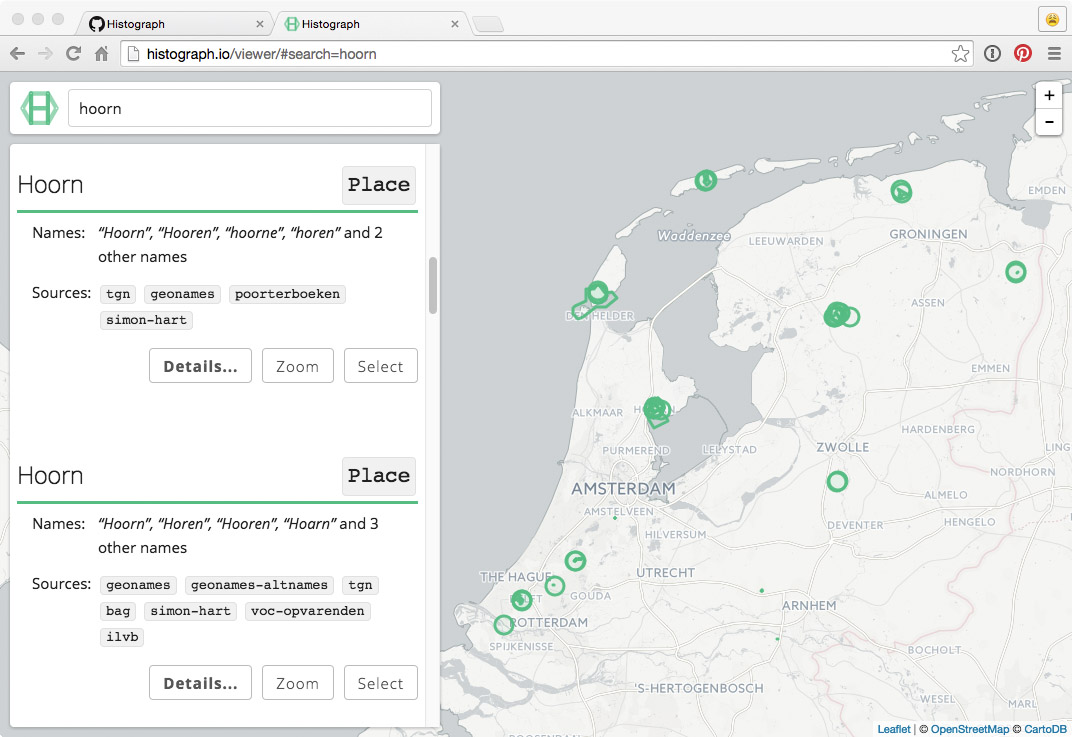 Histograph
Histograph
histograph.io/viewer/#search=hoorn
hoorn
Hoorn
Place
Names: “Hoorn”, “Hooren”, “hoorne”, “horen” and 2
other names
Sources: tgn geonames poorterboeken
simon-hart
Details...
Zoom
Select
Hoorn
Place
Names: “Hoorn”, “Horen”, “Hooren”, “Hoarn” and 3
other names
Sources: geonames geonames-altnames tgn
bag simon-hart voc-opvarenden
ilvb
Details...
Zoom
Select
+
-
EMDEN
Waddenzee
LEEUWARDEN
GRONINGEN
ASSEN
DEN HELDER
EMMEN
ALKMAAR
HARDENBERG
PURMEREND
LELYSTAD
ZWOLLE
LING
NORDHORN
AMSTERDAM
ALMELO
AMSTELVEEN
DEVENTER
HENGELO
HILVERSUM
THE HAGUE
UTRECHT
GOUDA
ARNHEM
ROTTERDAM
SPIJKENISSE
BOCHOLT
'S-HERTOGENBOSCH
WESEL
MARL
Leaflet | © OpenStreetMap © CartoDB